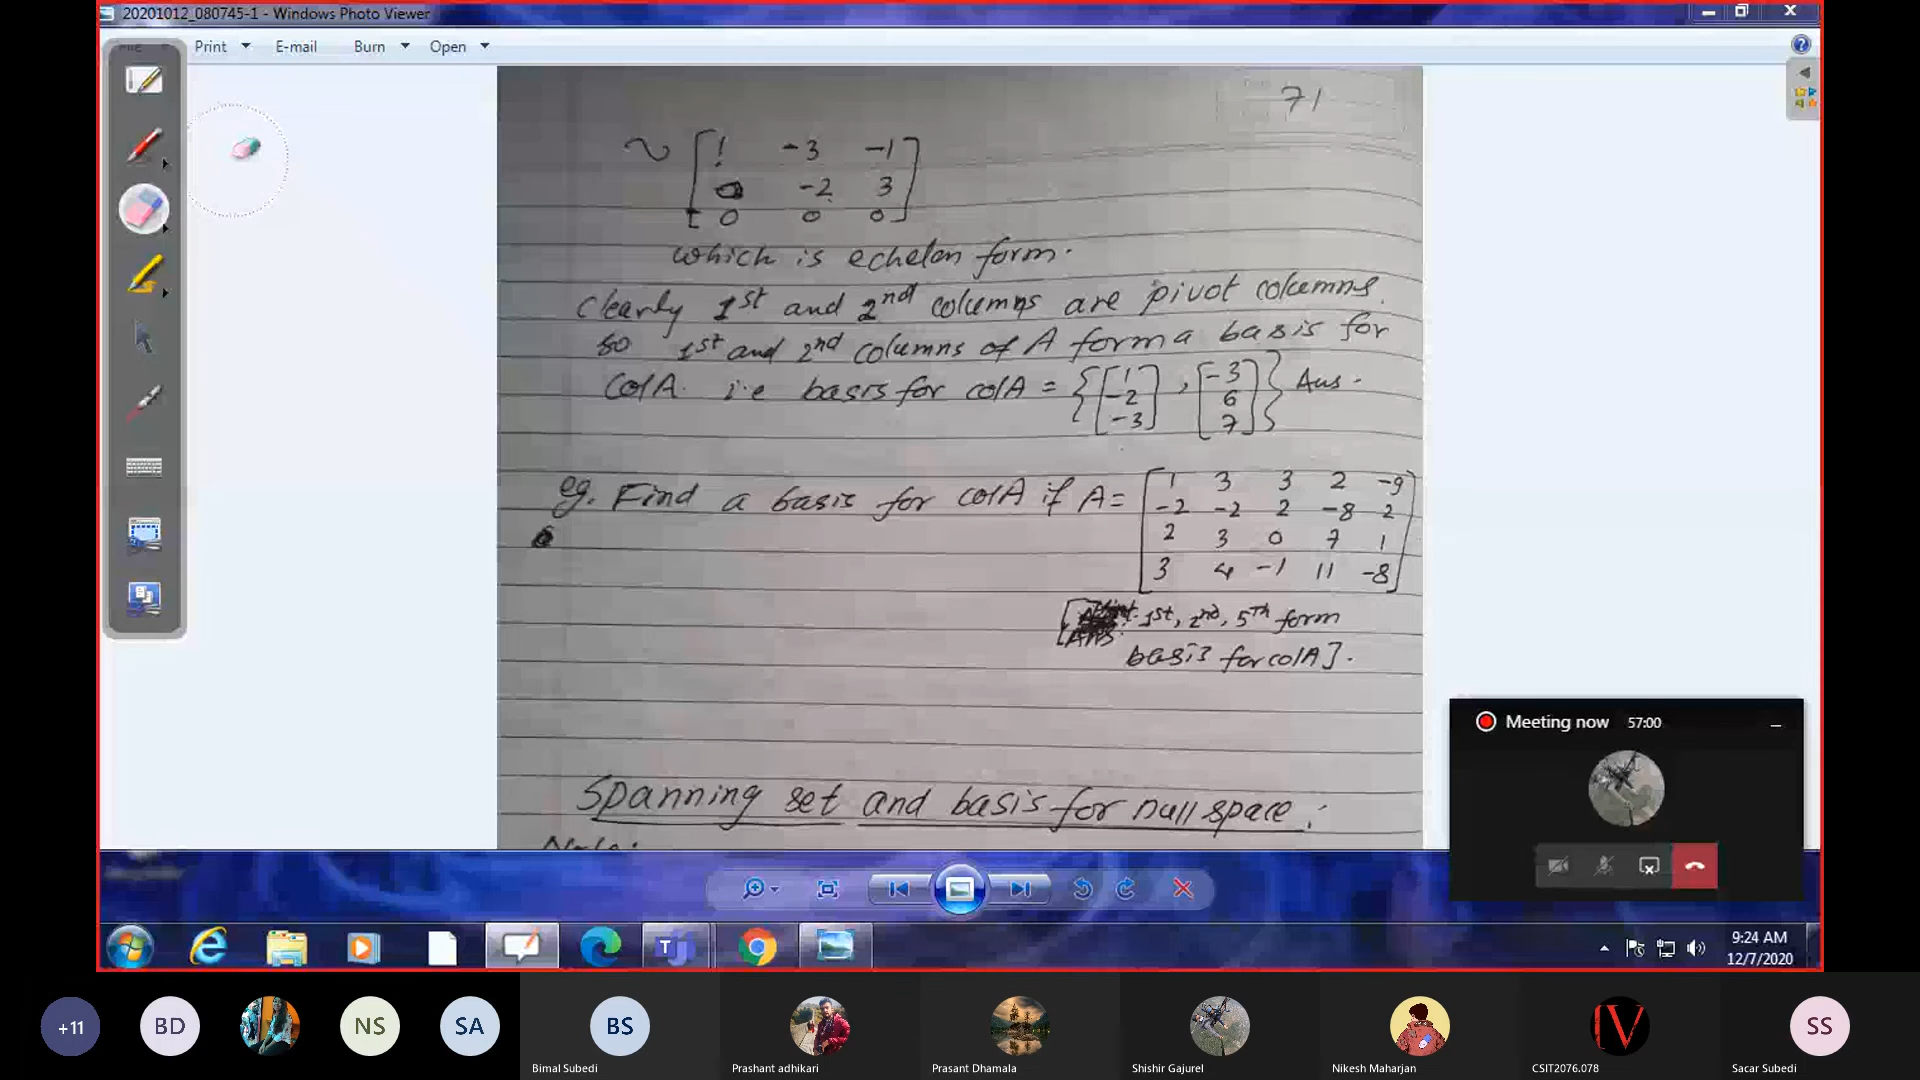 20201012_080745-1 - Windows Photo Viewer
File Print E-mail Burn Open
71
~ [1 -3 -1
0 -2 3
0 0 0]
which is echelon form.
Clearly 1st and 2nd columns are pivot columns.
so 1st and 2nd columns of A form a basis for
ColA. i.e basis for colA = {[1 -2 -3], [-3 6 7]} Ans.
eg. Find a basis for colA if A = [1 3 3 2 -9
-2 -2 2 -8 2
2 3 0 7 1
3 4 -1 11 -8]
[Ans: 1st, 2nd, 5th form
basis for colA].
Spanning set and basis for null space:
Note:
Meeting now 57:00
9:24 AM
12/7/2020
+11 BD NS SA BS SS
Bimal Subedi Prashant adhikari Prasant Dhamala Shishir Gajurel Nikesh Maharjan CSIT2076.078 Sacar Subedi